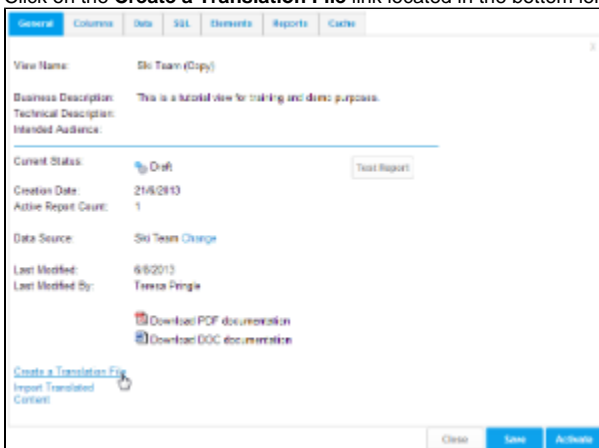 Click on the Create a Translation File link located in the bottom lef
General Columns Data SQL Elements Reports Cache
View Name: Ski Team (Copy)
Business Description: This is a tutorial view for training and demo purposes.
Technical Description:
Intended Audience:
Current Status: Draft Test Report
Creation Date: 21/6/2013
Active Report Count: 1
Data Source: Ski Team Change
Last Modified: 6/8/2013
Last Modified By: Teresa Pringle
Download PDF documentation
Download DOC documentation
Create a Translation File
Import Translated
Content
Close Save Activate